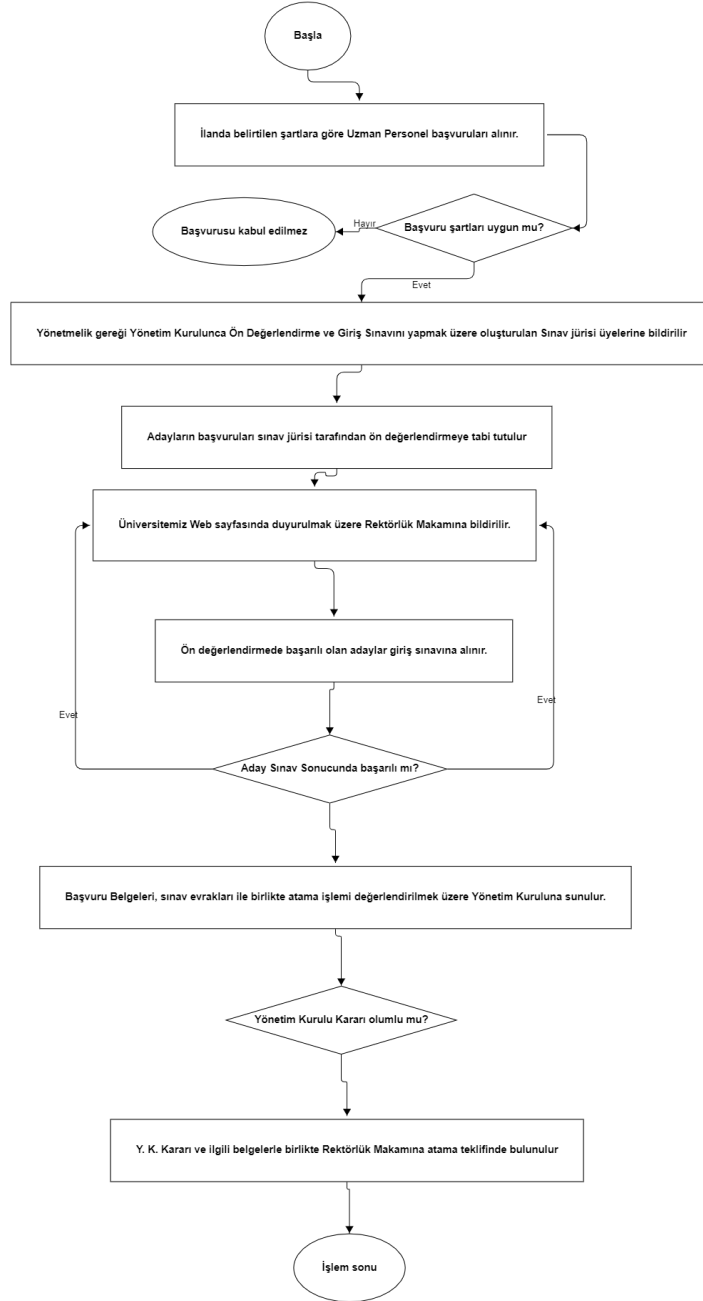 Başla
İlanda belirtilen şartlara göre Uzman Personel başvuruları alınır.
Başvuru şartları uygun mu?
Hayır
Başvurusu kabul edilmez
Evet
Yönetmelik gereği Yönetim Kurulunca Ön Değerlendirme ve Giriş Sınavını yapmak üzere oluşturulan Sınav jürisi üyelerine bildirilir
Adayların başvuruları sınav jürisi tarafından ön değerlendirmeye tabi tutulur
Üniversitemiz Web sayfasında duyurulmak üzere Rektörlük Makamına bildirilir.
Ön değerlendirmede başarılı olan adaylar giriş sınavına alınır.
Evet
Evet
Aday Sınav Sonucunda başarılı mı?
Başvuru Belgeleri, sınav evrakları ile birlikte atama işlemi değerlendirilmek üzere Yönetim Kuruluna sunulur.
Yönetim Kurulu Kararı olumlu mu?
Y. K. Kararı ve ilgili belgelerle birlikte Rektörlük Makamına atama teklifinde bulunulur
İşlem sonu